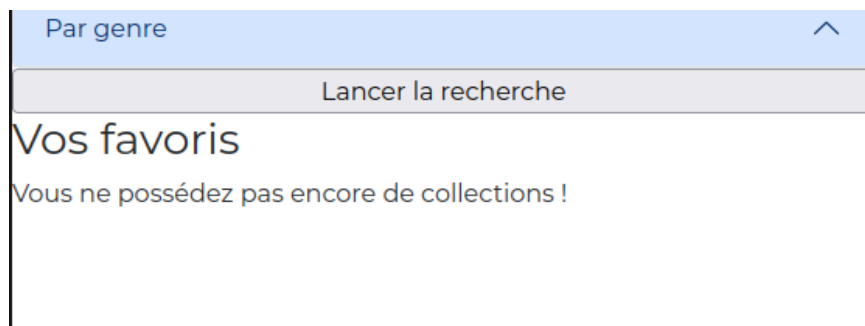 Par genre
Lancer la recherche
Vos favoris
Vous ne possédez pas encore de collections !